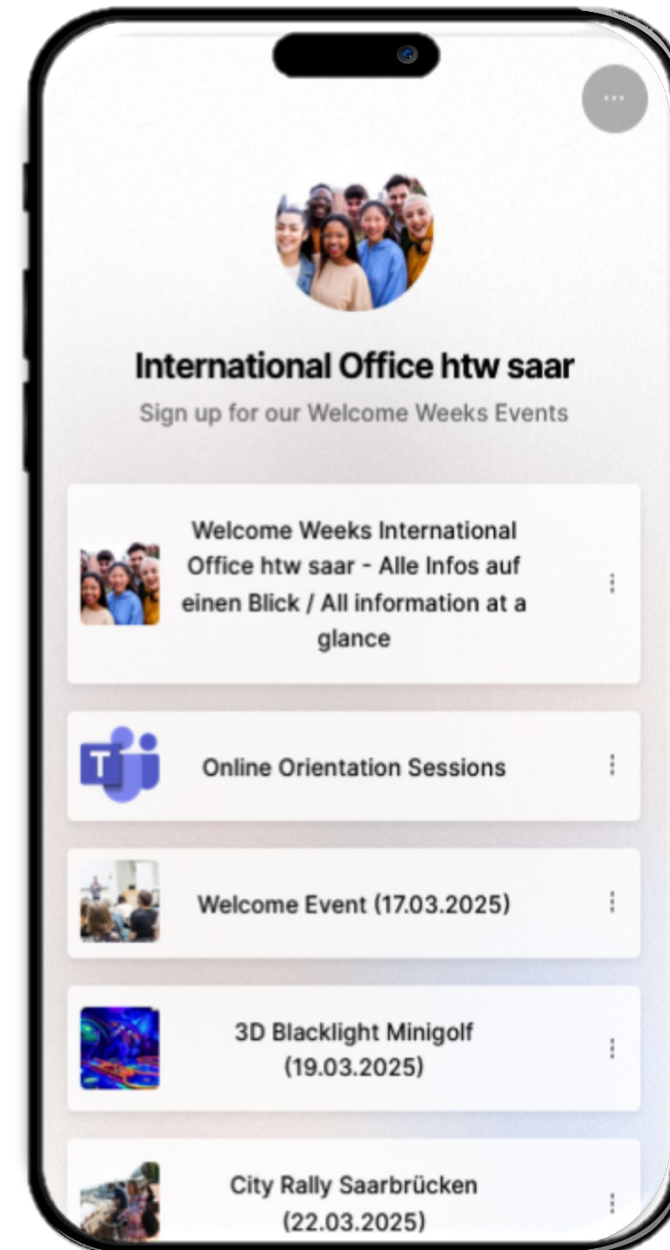 International Office htw saar
Sign up for our Welcome Weeks Events
Welcome Weeks International
Office htw saar - Alle Infos auf
einen Blick / All information at a
glance
T
Online Orientation Sessions
Welcome Event (17.03.2025)
3D Blacklight Minigolf
(19.03.2025)
City Rally Saarbrücken
(22.03.2025)